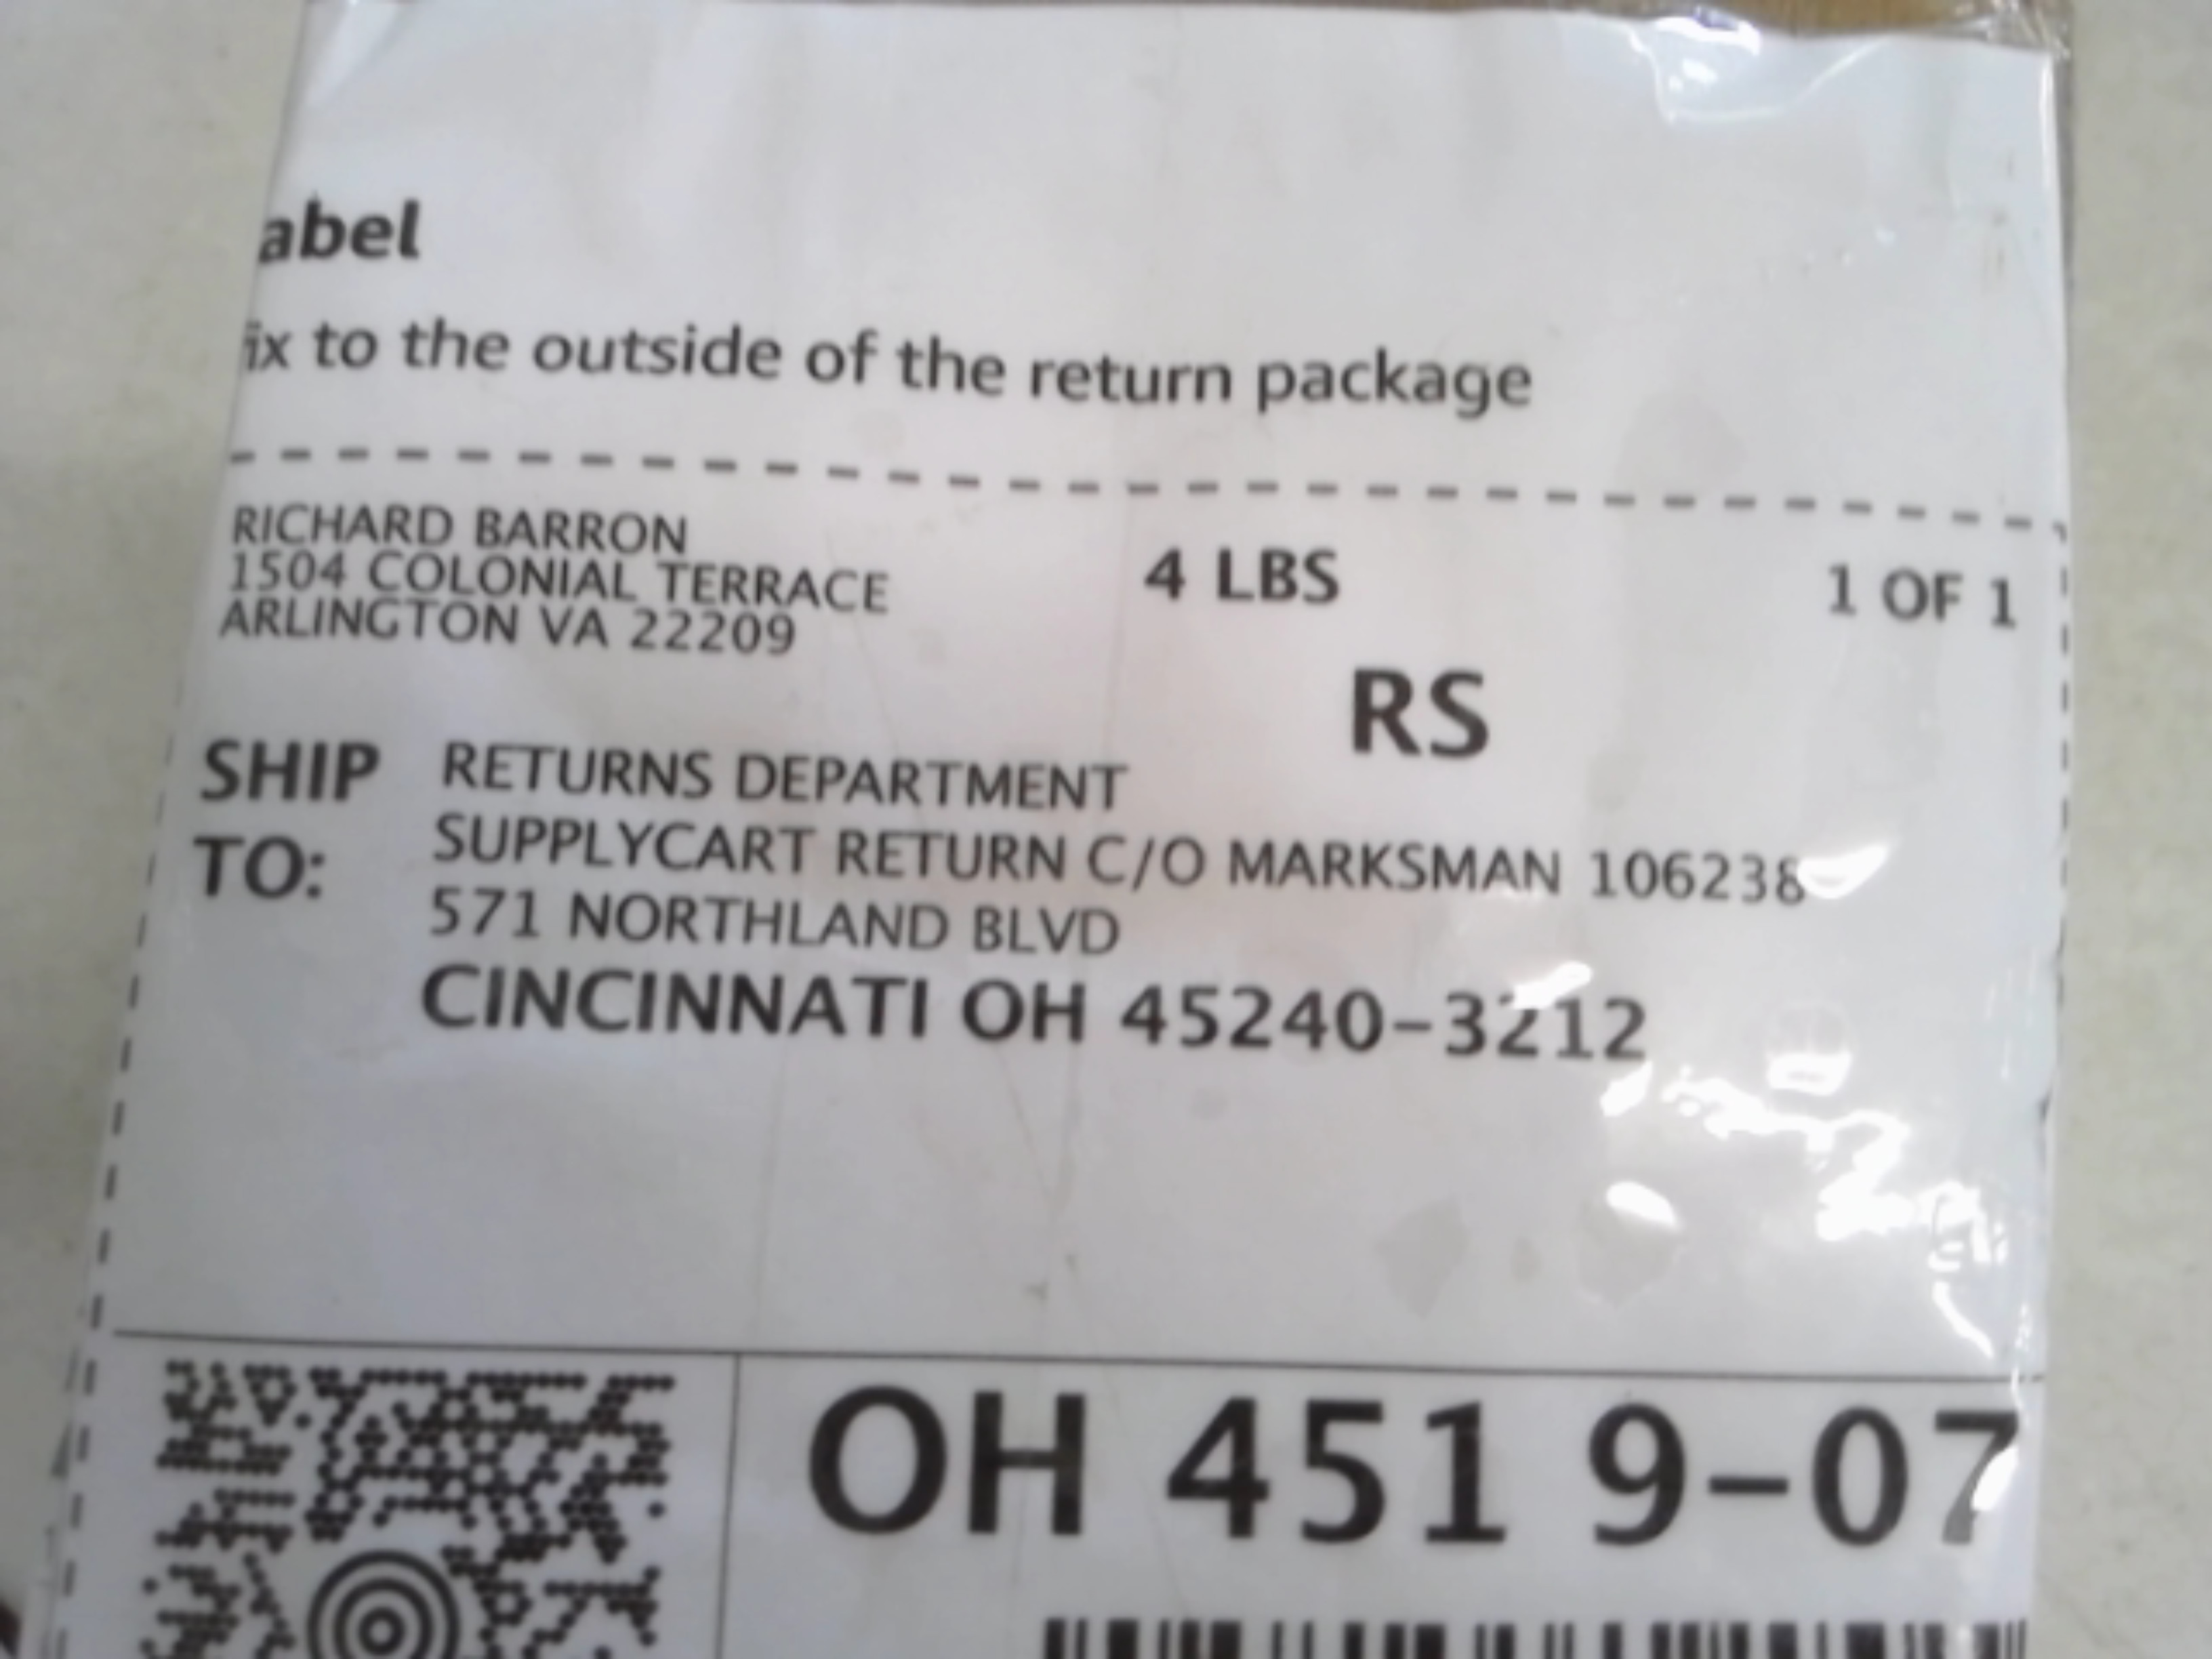 abel
ix to the outside of the return package
RICHARD BARRON
1504 COLONIAL TERRACE
ARLINGTON VA 22209
4 LBS
1 OF 1
RS
SHIP TO:
RETURNS DEPARTMENT
SUPPLYCART RETURN C/O MARKSMAN 106238
571 NORTHLAND BLVD
CINCINNATI OH 45240-3212
OH 451 9-07